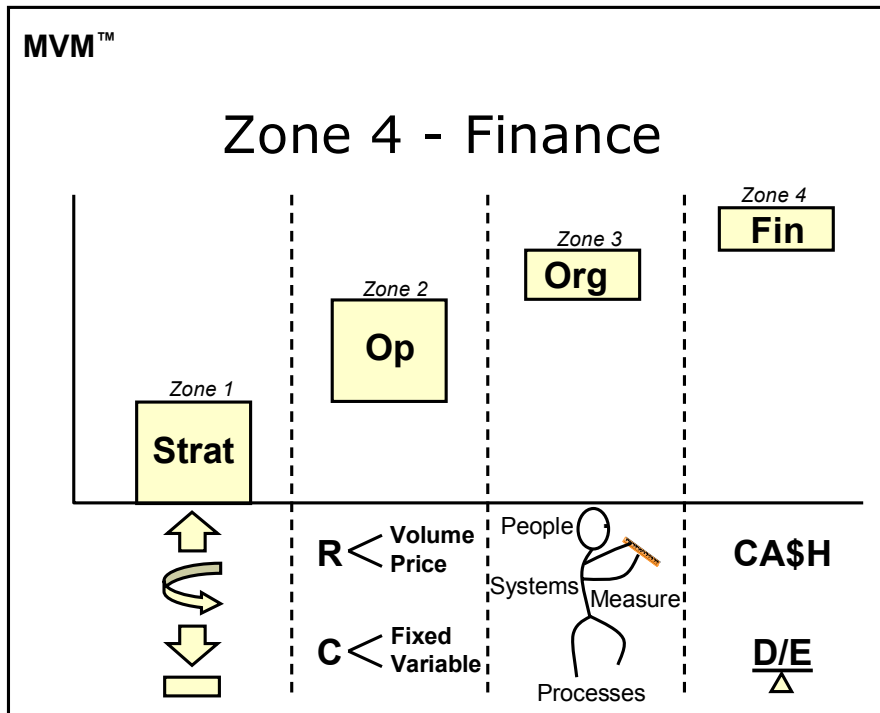 MVM™
Zone 4 - Finance
Zone 4
Fin
Zone 3
Org
Zone 2
Op
Zone 1
Strat
R
Volume
Price
C
Fixed
Variable
People
Systems
Measure
Processes
CA$H
D/E